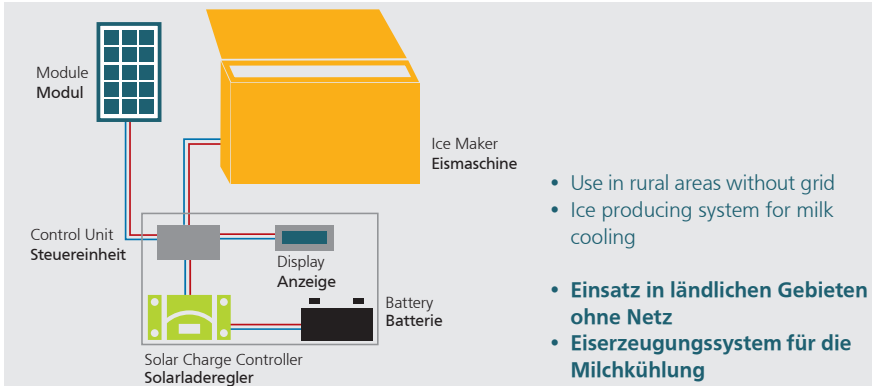 Module
Modul
Ice Maker
Eismaschine
Control Unit
Steuereinheit
Display
Anzeige
Battery
Batterie
Solar Charge Controller
Solarladeregler
• Use in rural areas without grid
• Ice producing system for milk
cooling
• Einsatz in ländlichen Gebieten
ohne Netz
• Eiserzeugungssystem für die
Milchkühlung